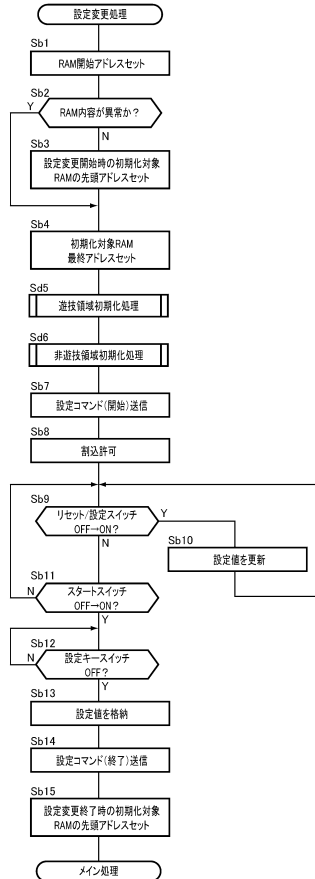 設定変更処理
Sb1
RAM開始アドレスセット
Sb2
Y
RAM内容が異常か？
N
Sb3
設定変更開始時の初期化対象
RAMの先頭アドレスセット
Sb4
初期化対象RAM
最終アドレスセット
Sd5
遊技領域初期化処理
Sd6
非遊技領域初期化処理
Sb7
設定コマンド(開始)送信
Sb8
割込許可
Sb9
リセット/設定スイッチ
OFF→ON？
Y
N
Sb10
設定値を更新
Sb11
スタートスイッチ
OFF→ON？
N
Y
Sb12
設定キースイッチ
OFF？
N
Y
Sb13
設定値を格納
Sb14
設定コマンド(終了)送信
Sb15
設定変更終了時の初期化対象
RAMの先頭アドレスセット
メイン処理